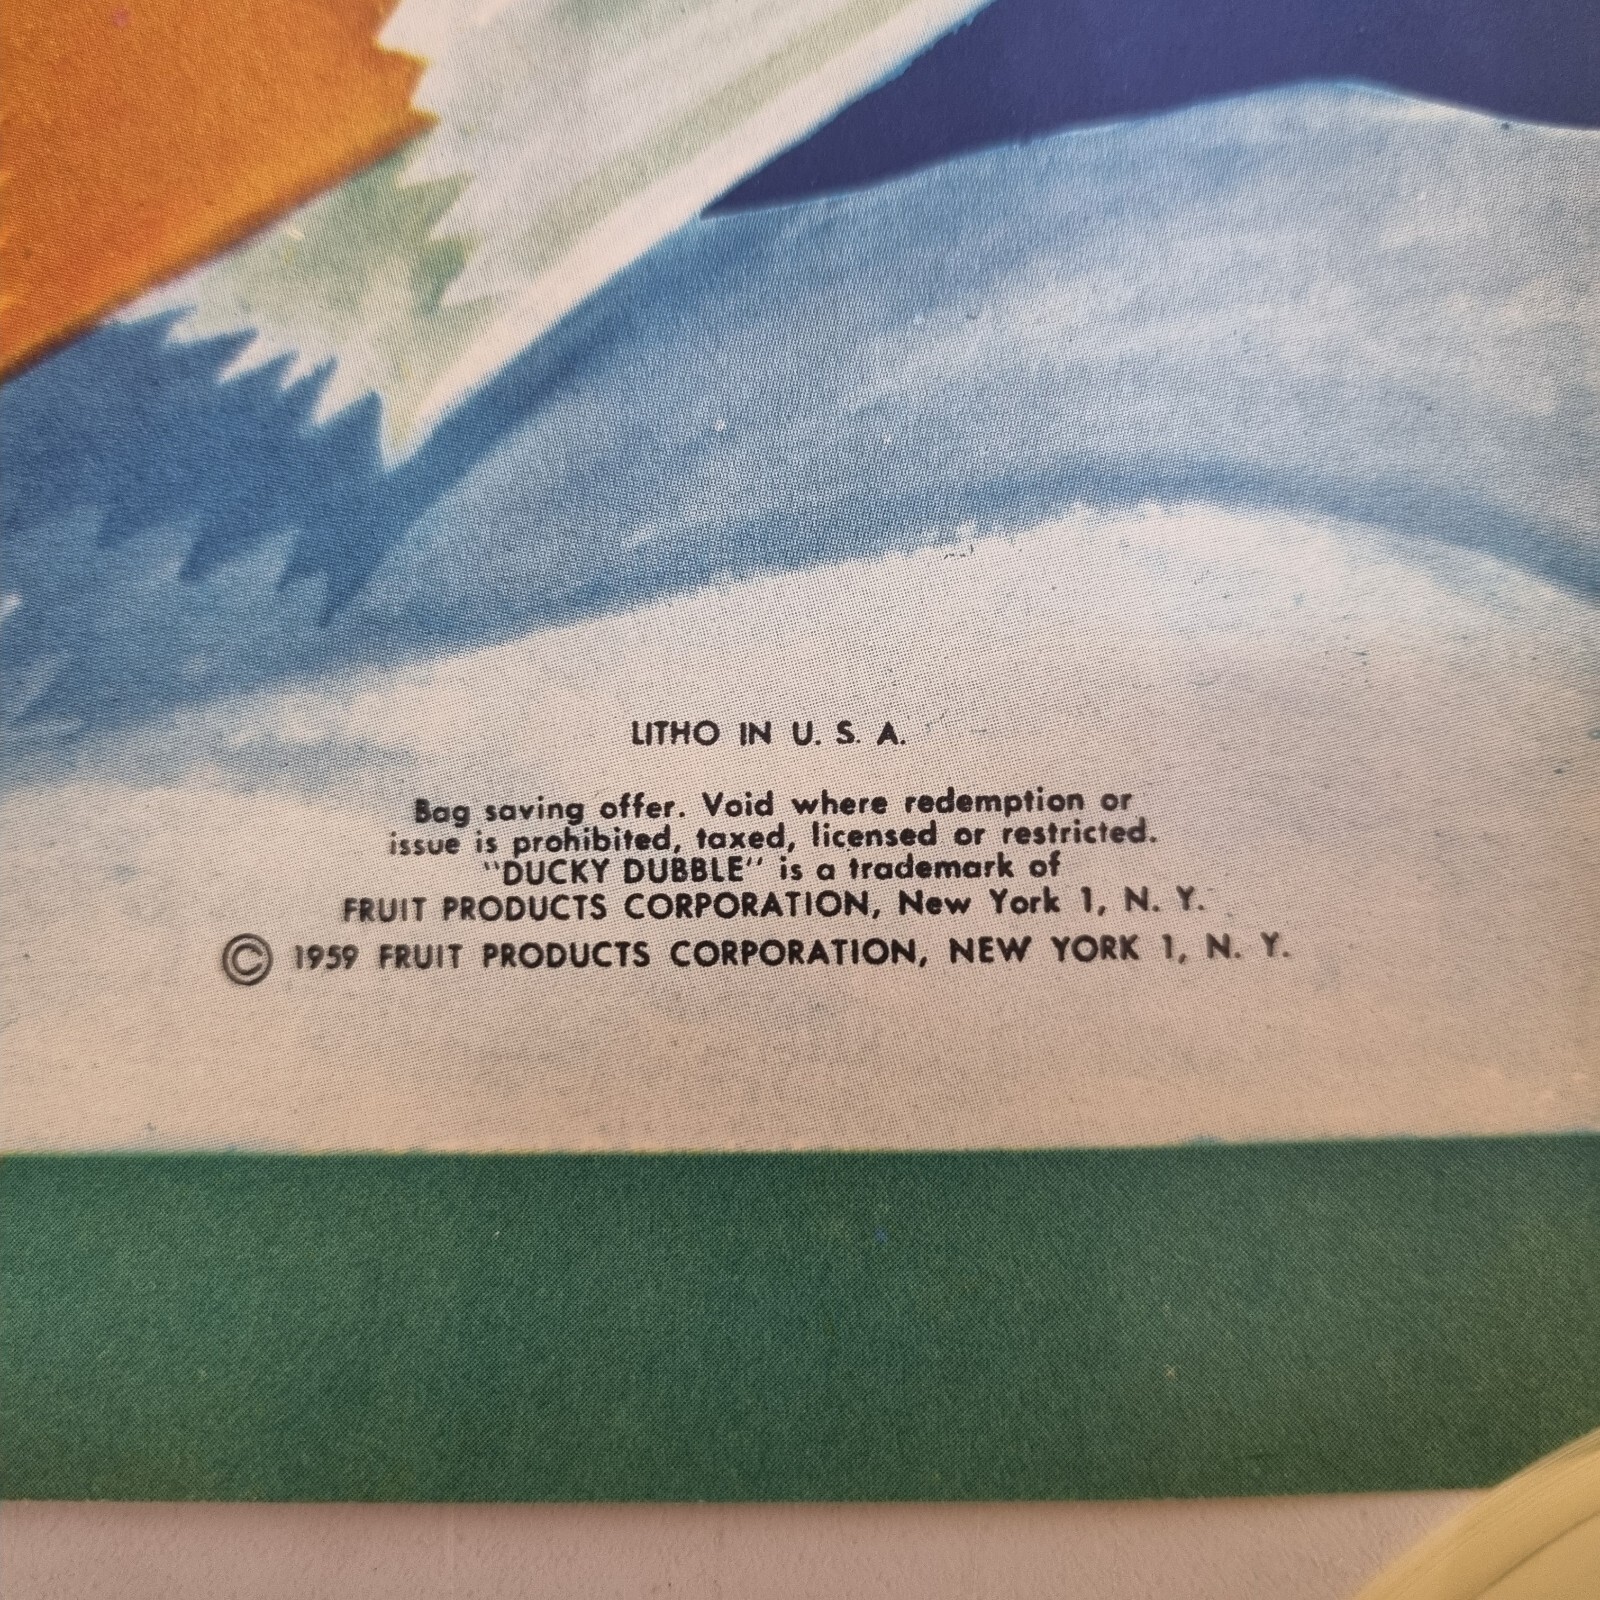 LITHO IN U. S. A.
Bag saving offer. Void where redemption or
issue is prohibited, taxed, licensed or restricted.
"DUCKY DUBBLE" is a trademark of
FRUIT PRODUCTS CORPORATION, New York 1, N. Y.
© 1959 FRUIT PRODUCTS CORPORATION, NEW YORK 1, N. Y.